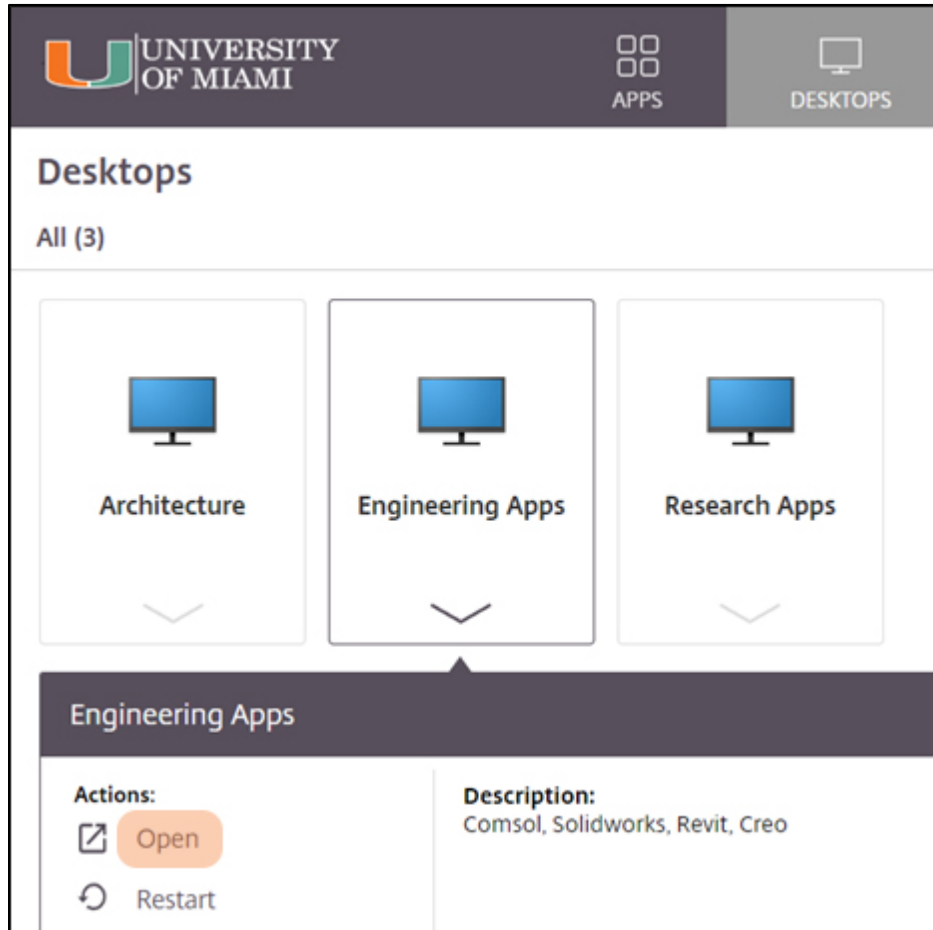 UNIVERSITY
OF MIAMI
APPS
DESKTOPS
Desktops
All (3)
Architecture
Engineering Apps
Research Apps
Engineering Apps
Actions:
Open
Restart
Description:
Comsol, Solidworks, Revit, Creo